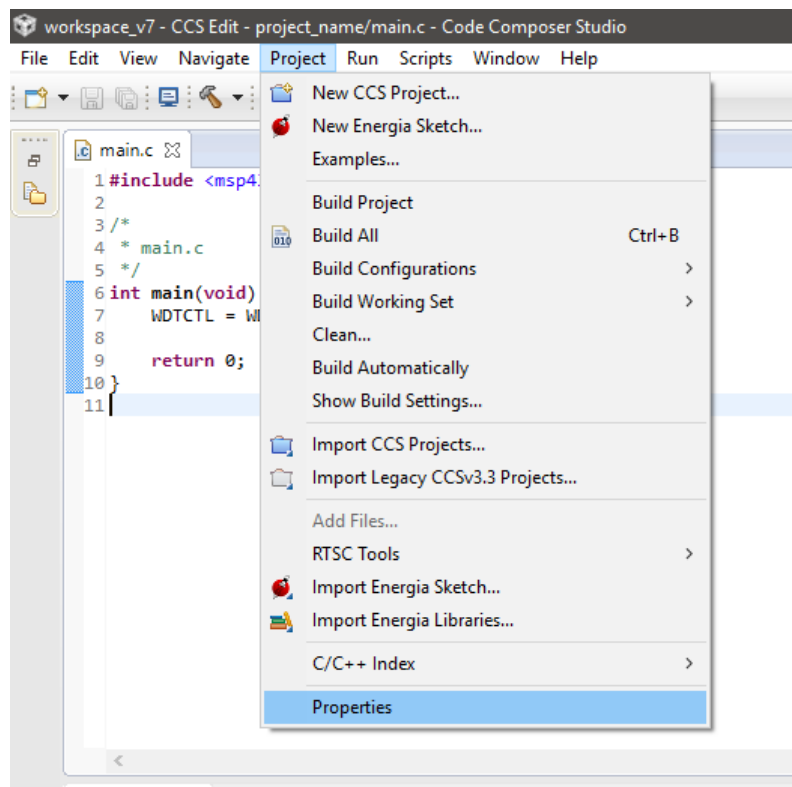 workspace_v7 - CCS Edit - project_name/main.c - Code Composer Studio
File Edit View Navigate Project Run Scripts Window Help
main.c
1 #include <msp4
2
3 /*
4 * main.c
5 */
6 int main(void)
7 WDTCTL =
8
9 return 0;
10 }
11
New CCS Project...
New Energia Sketch...
Examples...
Build Project
Build All Ctrl+B
Build Configurations
Build Working Set
Clean...
Build Automatically
Show Build Settings...
Import CCS Projects...
Import Legacy CCSv3.3 Projects...
Add Files...
RTSC Tools
Import Energia Sketch...
Import Energia Libraries...
C/C++ Index
Properties